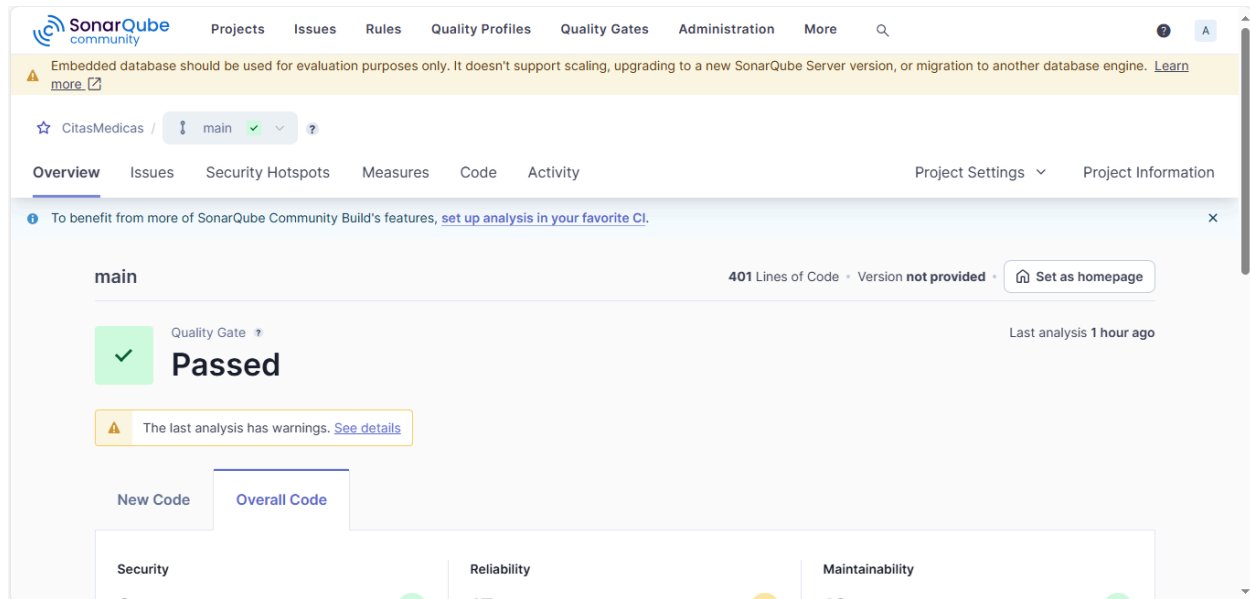 SonarQube community Projects Issues Rules Quality Profiles Quality Gates Administration More ? A
Embedded database should be used for evaluation purposes only. It doesn't support scaling, upgrading to a new SonarQube Server version, or migration to another database engine. Learn
more
CitasMedicas / main ?
Overview Issues Security Hotspots Measures Code Activity Project Settings Project Information
To benefit from more of SonarQube Community Build's features, set up analysis in your favorite CI.
main 401 Lines of Code • Version not provided • Set as homepage
Quality Gate ? Last analysis 1 hour ago
Passed
The last analysis has warnings. See details
New Code Overall Code
Security Reliability Maintainability